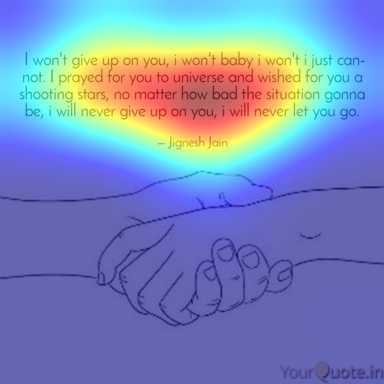 I won't give up on you, i won't baby i won't i just can-
not. I prayed for you to universe and wished for you a
shooting stars, no matter how bad the situation gonna
be, i will never give up on you, i will never let you go.
– Jignesh Jain
YourQuote.in